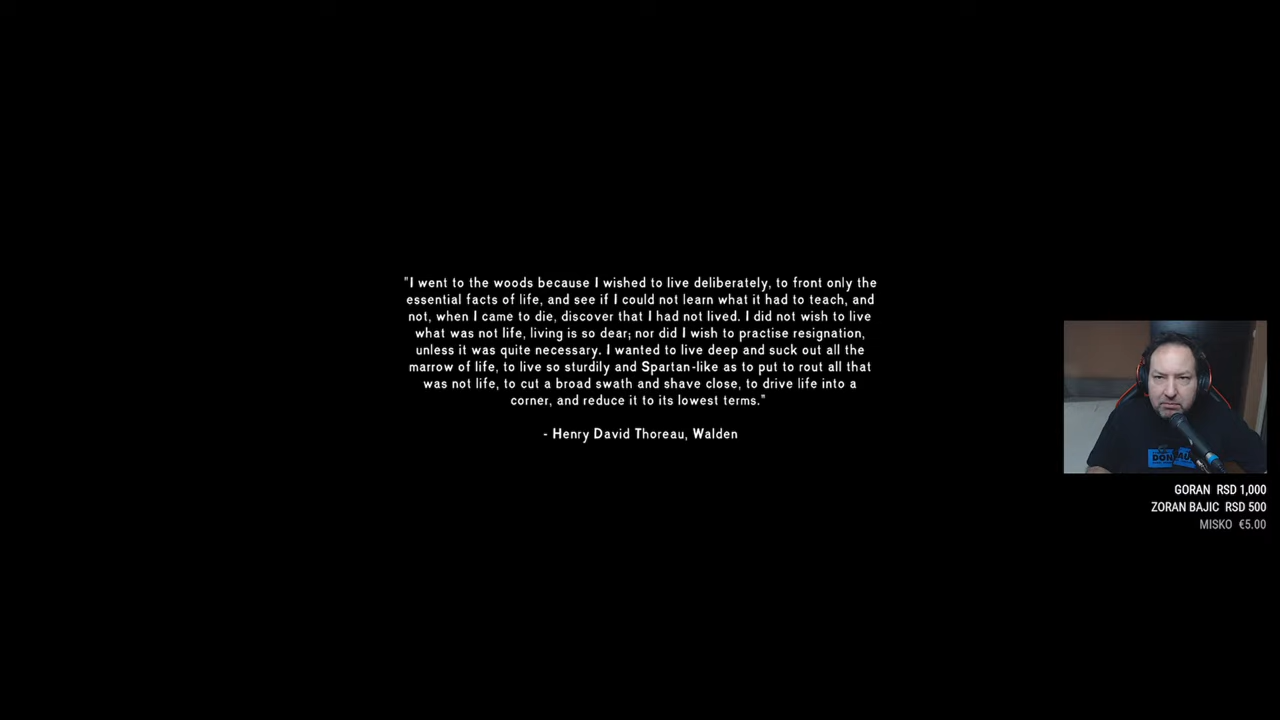 "I went to the woods because I wished to live deliberately, to front only the
essential facts of life, and see if I could not learn what it had to teach, and
not, when I came to die, discover that I had not lived. I did not wish to live
what was not life, living is so dear; nor did I wish to practise resignation,
unless it was quite necessary. I wanted to live deep and suck out all the
marrow of life, to live so sturdily and Spartan-like as to put to rout all that
was not life, to cut a broad swath and shave close, to drive life into a
corner, and reduce it to its lowest terms."
- Henry David Thoreau, Walden
GORAN RSD 1,000
ZORAN BAJIC RSD 500
MISKO €5.00